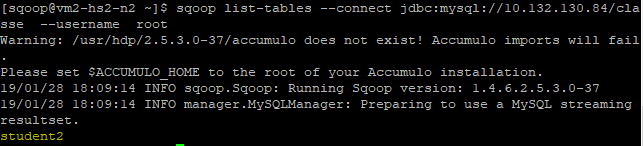 [sqoop@vm2-hs2-n2 ~]$ sqoop list-tables --connect jdbc:mysql://10.132.130.84/cla
sse --username  root
Warning: /usr/hdp/2.5.3.0-37/accumulo does not exist! Accumulo imports will fail
.
Please set $ACCUMULO_HOME to the root of your Accumulo installation.
19/01/28 18:09:14 INFO sqoop.Sqoop: Running Sqoop version: 1.4.6.2.5.3.0-37
19/01/28 18:09:14 INFO manager.MySQLManager: Preparing to use a MySQL streaming
resultset.
student2